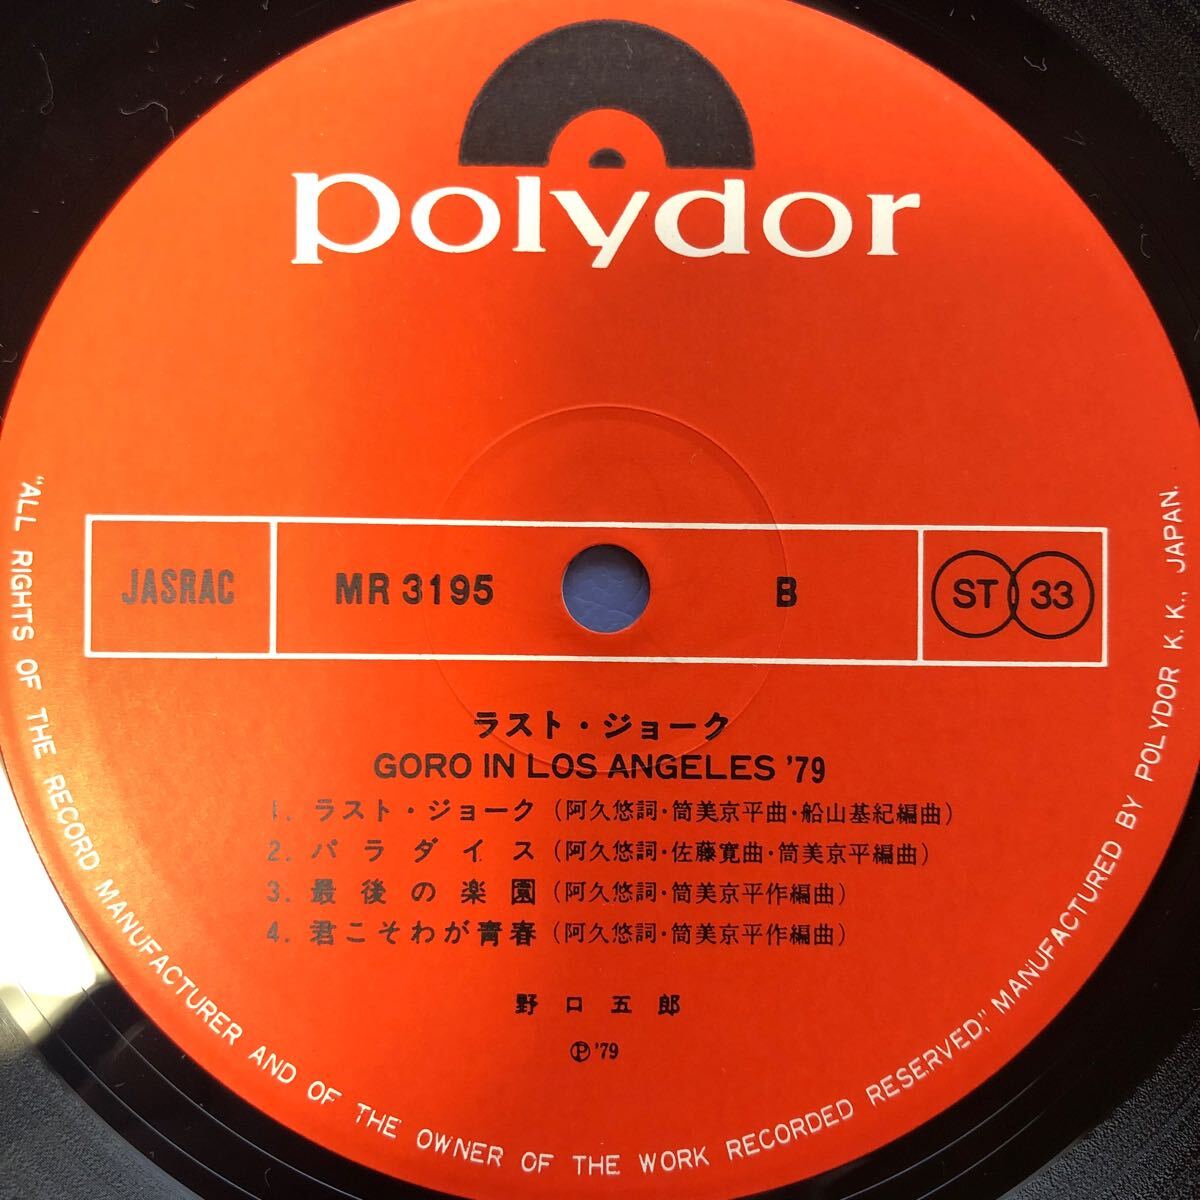 polydor
JASRAC MR 3195 B ST 33
ラスト・ジョーク
GORO IN LOS ANGELES '79
1. ラスト・ジョーク (阿久悠詞・筒美京平曲・船山基紀編曲)
2. パラダイス (阿久悠詞・佐藤寛曲・筒美京平編曲)
3. 最後の楽園 (阿久悠詞・筒美京平作編曲)
4. 君こそわが青春 (阿久悠詞・筒美京平作編曲)
野口五郎
Ⓟ'79
"ALL RIGHTS OF THE RECORD MANUFACTURER AND OF THE OWNER OF THE WORK RECORDED RESERVED," MANUFACTURED BY POLYDOR K. K., JAPAN.